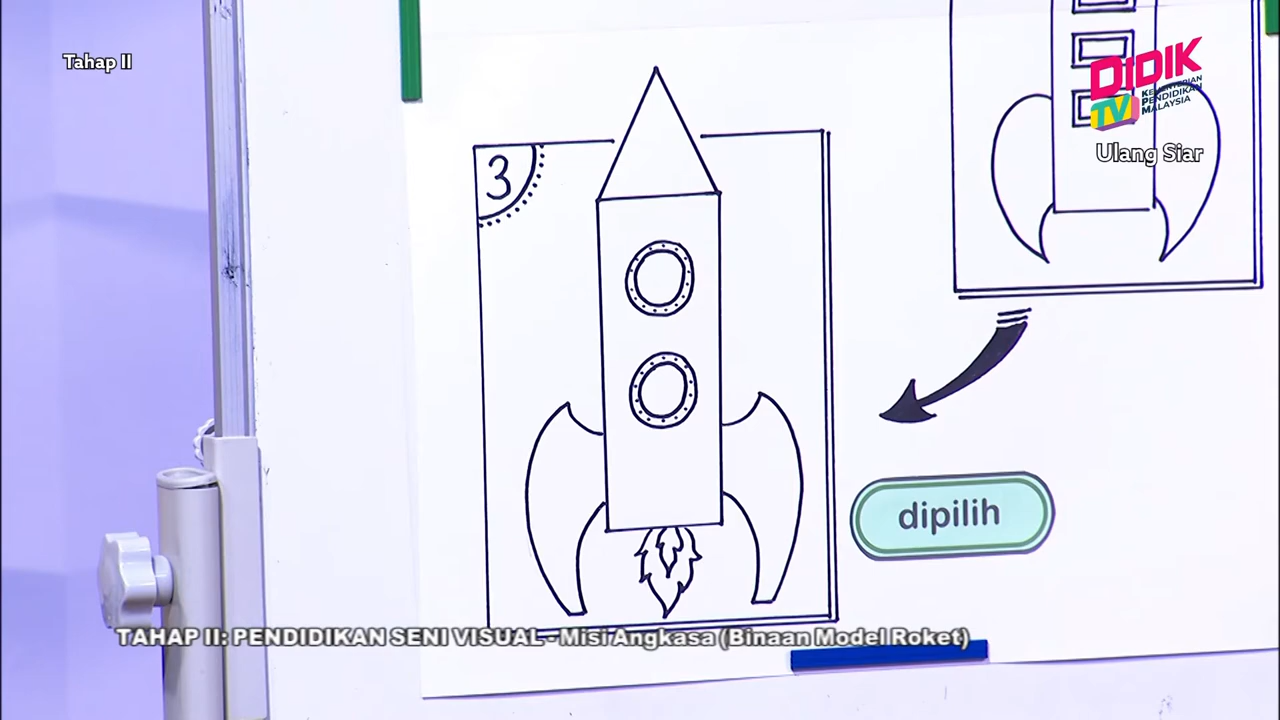 Tahap II
DIDIK
TV
KEMENTERIAN
PENDIDIKAN
MALAYSIA
Ulang Siar
3
dipilih
TAHAP II: PENDIDIKAN SENI VISUAL - Misi Angkasa (Binaan Model Roket)